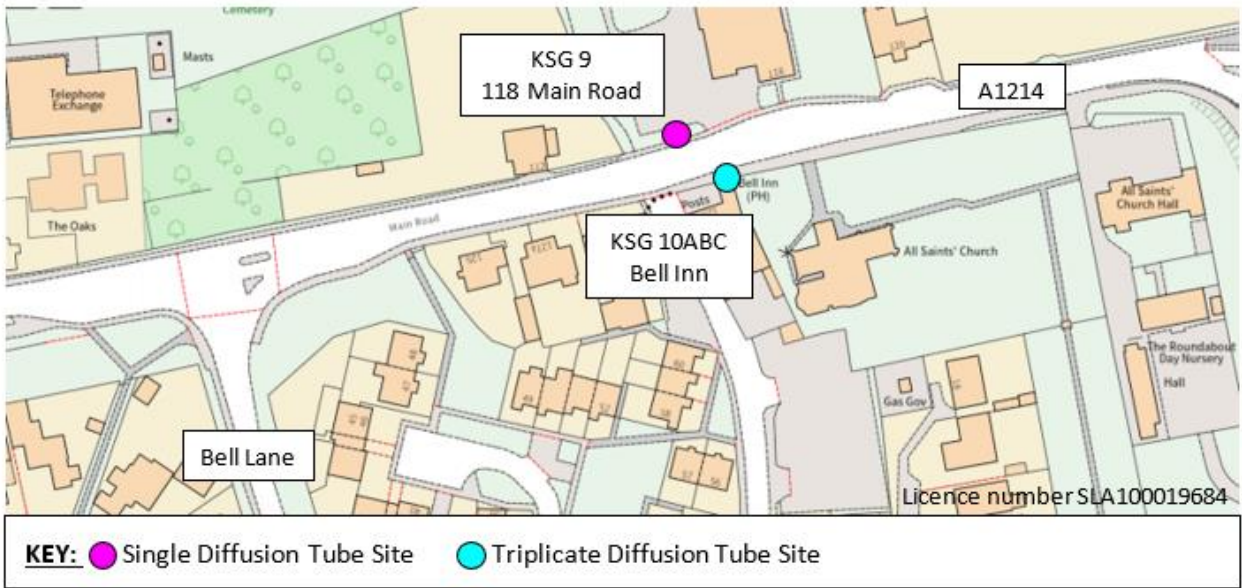 Cemetery
Masts
Telephone
Exchange
The Oaks
KSG 9
118 Main Road
A1214
Main Road
Posts
Bell Inn
(PH)
KSG 10ABC
Bell Inn
All Saints' Church
All Saints'
Church Hall
The Roundabout
Day Nursery
Hall
Gas Gov
Bell Lane
Licence number SLA100019684
KEY: Single Diffusion Tube Site Triplicate Diffusion Tube Site